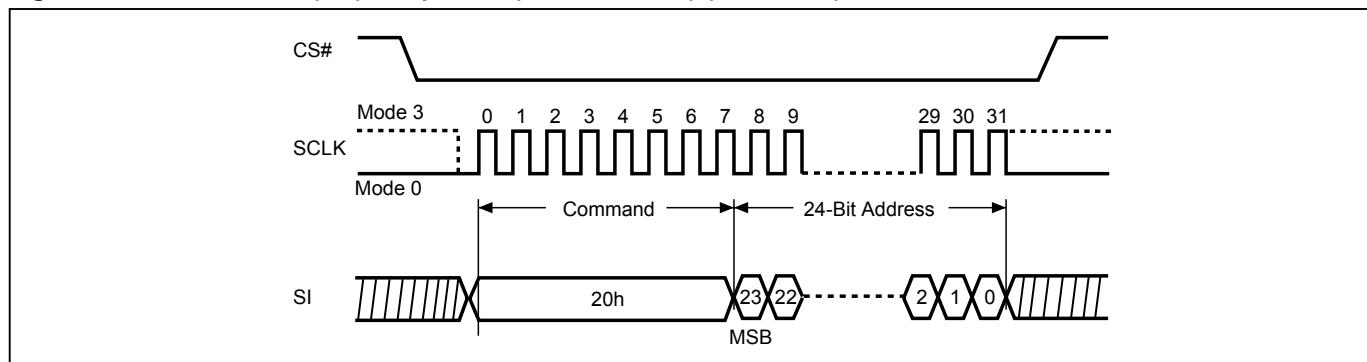 CS#
Mode 3
0 1 2 3 4 5 6 7 8 9 29 30 31
SCLK
Mode 0
Command 24-Bit Address
SI 20h 23 22 2 1 0
MSB